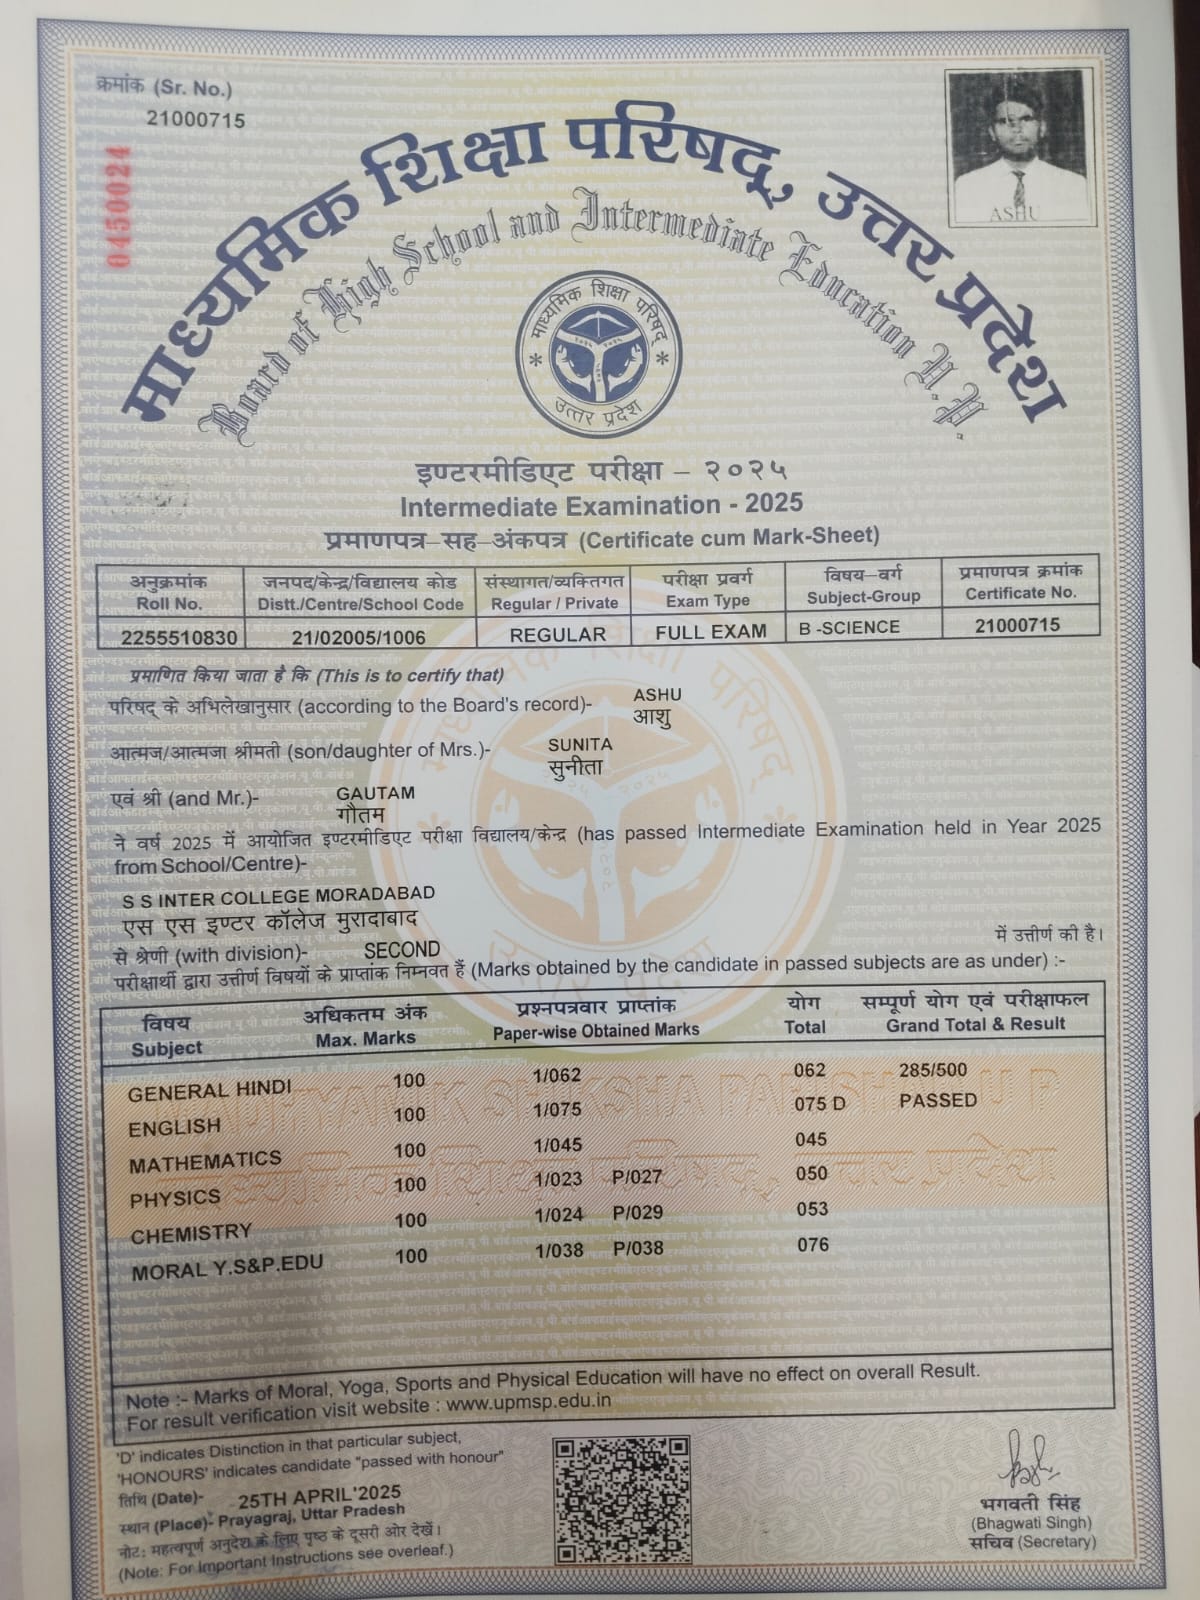 क्रमांक (Sr. No.)
21000715
0450024
ASHU
माध्यमिक शिक्षा परिषद्, उत्तर प्रदेश
Board of High School and Intermediate Education U.P.
माध्यमिक शिक्षा परिषद्
उत्तर प्रदेश
इण्टरमीडिएट परीक्षा – २०२५
Intermediate Examination - 2025
प्रमाणपत्र–सह–अंकपत्र (Certificate cum Mark-Sheet)
अनुक्रमांक जनपद/केन्द्र/विद्यालय कोड संस्थागत/व्यक्तिगत परीक्षा प्रवर्ग विषय–वर्ग प्रमाणपत्र क्रमांक
Roll No. Distt./Centre/School Code Regular / Private Exam Type Subject-Group Certificate No.
2255510830 21/02005/1006 REGULAR FULL EXAM B -SCIENCE 21000715
प्रमाणित किया जाता है कि (This is to certify that)
परिषद् के अभिलेखानुसार (according to the Board's record)- ASHU
आशु
आत्मज/आत्मजा श्रीमती (son/daughter of Mrs.)- SUNITA
सुनीता
एवं श्री (and Mr.)- GAUTAM
गौतम
ने वर्ष 2025 में आयोजित इण्टरमीडिएट परीक्षा विद्यालय/केन्द्र (has passed Intermediate Examination held in Year 2025
from School/Centre)-
S S INTER COLLEGE MORADABAD
एस एस इण्टर कॉलेज मुरादाबाद
से श्रेणी (with division)- SECOND में उत्तीर्ण की है।
परीक्षार्थी द्वारा उत्तीर्ण विषयों के प्राप्तांक निम्नवत हैं (Marks obtained by the candidate in passed subjects are as under) :-
विषय अधिकतम अंक प्रश्नपत्रवार प्राप्तांक योग सम्पूर्ण योग एवं परीक्षाफल
Subject Max. Marks Paper-wise Obtained Marks Total Grand Total & Result
GENERAL HINDI 100 1/062 062 285/500
ENGLISH 100 1/075 075 D PASSED
MATHEMATICS 100 1/045 045
PHYSICS 100 1/023 P/027 050
CHEMISTRY 100 1/024 P/029 053
MORAL Y.S&P.EDU 100 1/038 P/038 076
Note :- Marks of Moral, Yoga, Sports and Physical Education will have no effect on overall Result.
For result verification visit website : www.upmsp.edu.in
'D' indicates Distinction in that particular subject,
'HONOURS' indicates candidate "passed with honour"
तिथि (Date)- 25TH APRIL'2025
स्थान (Place)- Prayagraj, Uttar Pradesh
नोट: महत्वपूर्ण अनुदेश के लिए पृष्ठ के दूसरी ओर देखें।
(Note: For Important Instructions see overleaf.)
भगवती सिंह
(Bhagwati Singh)
सचिव (Secretary)